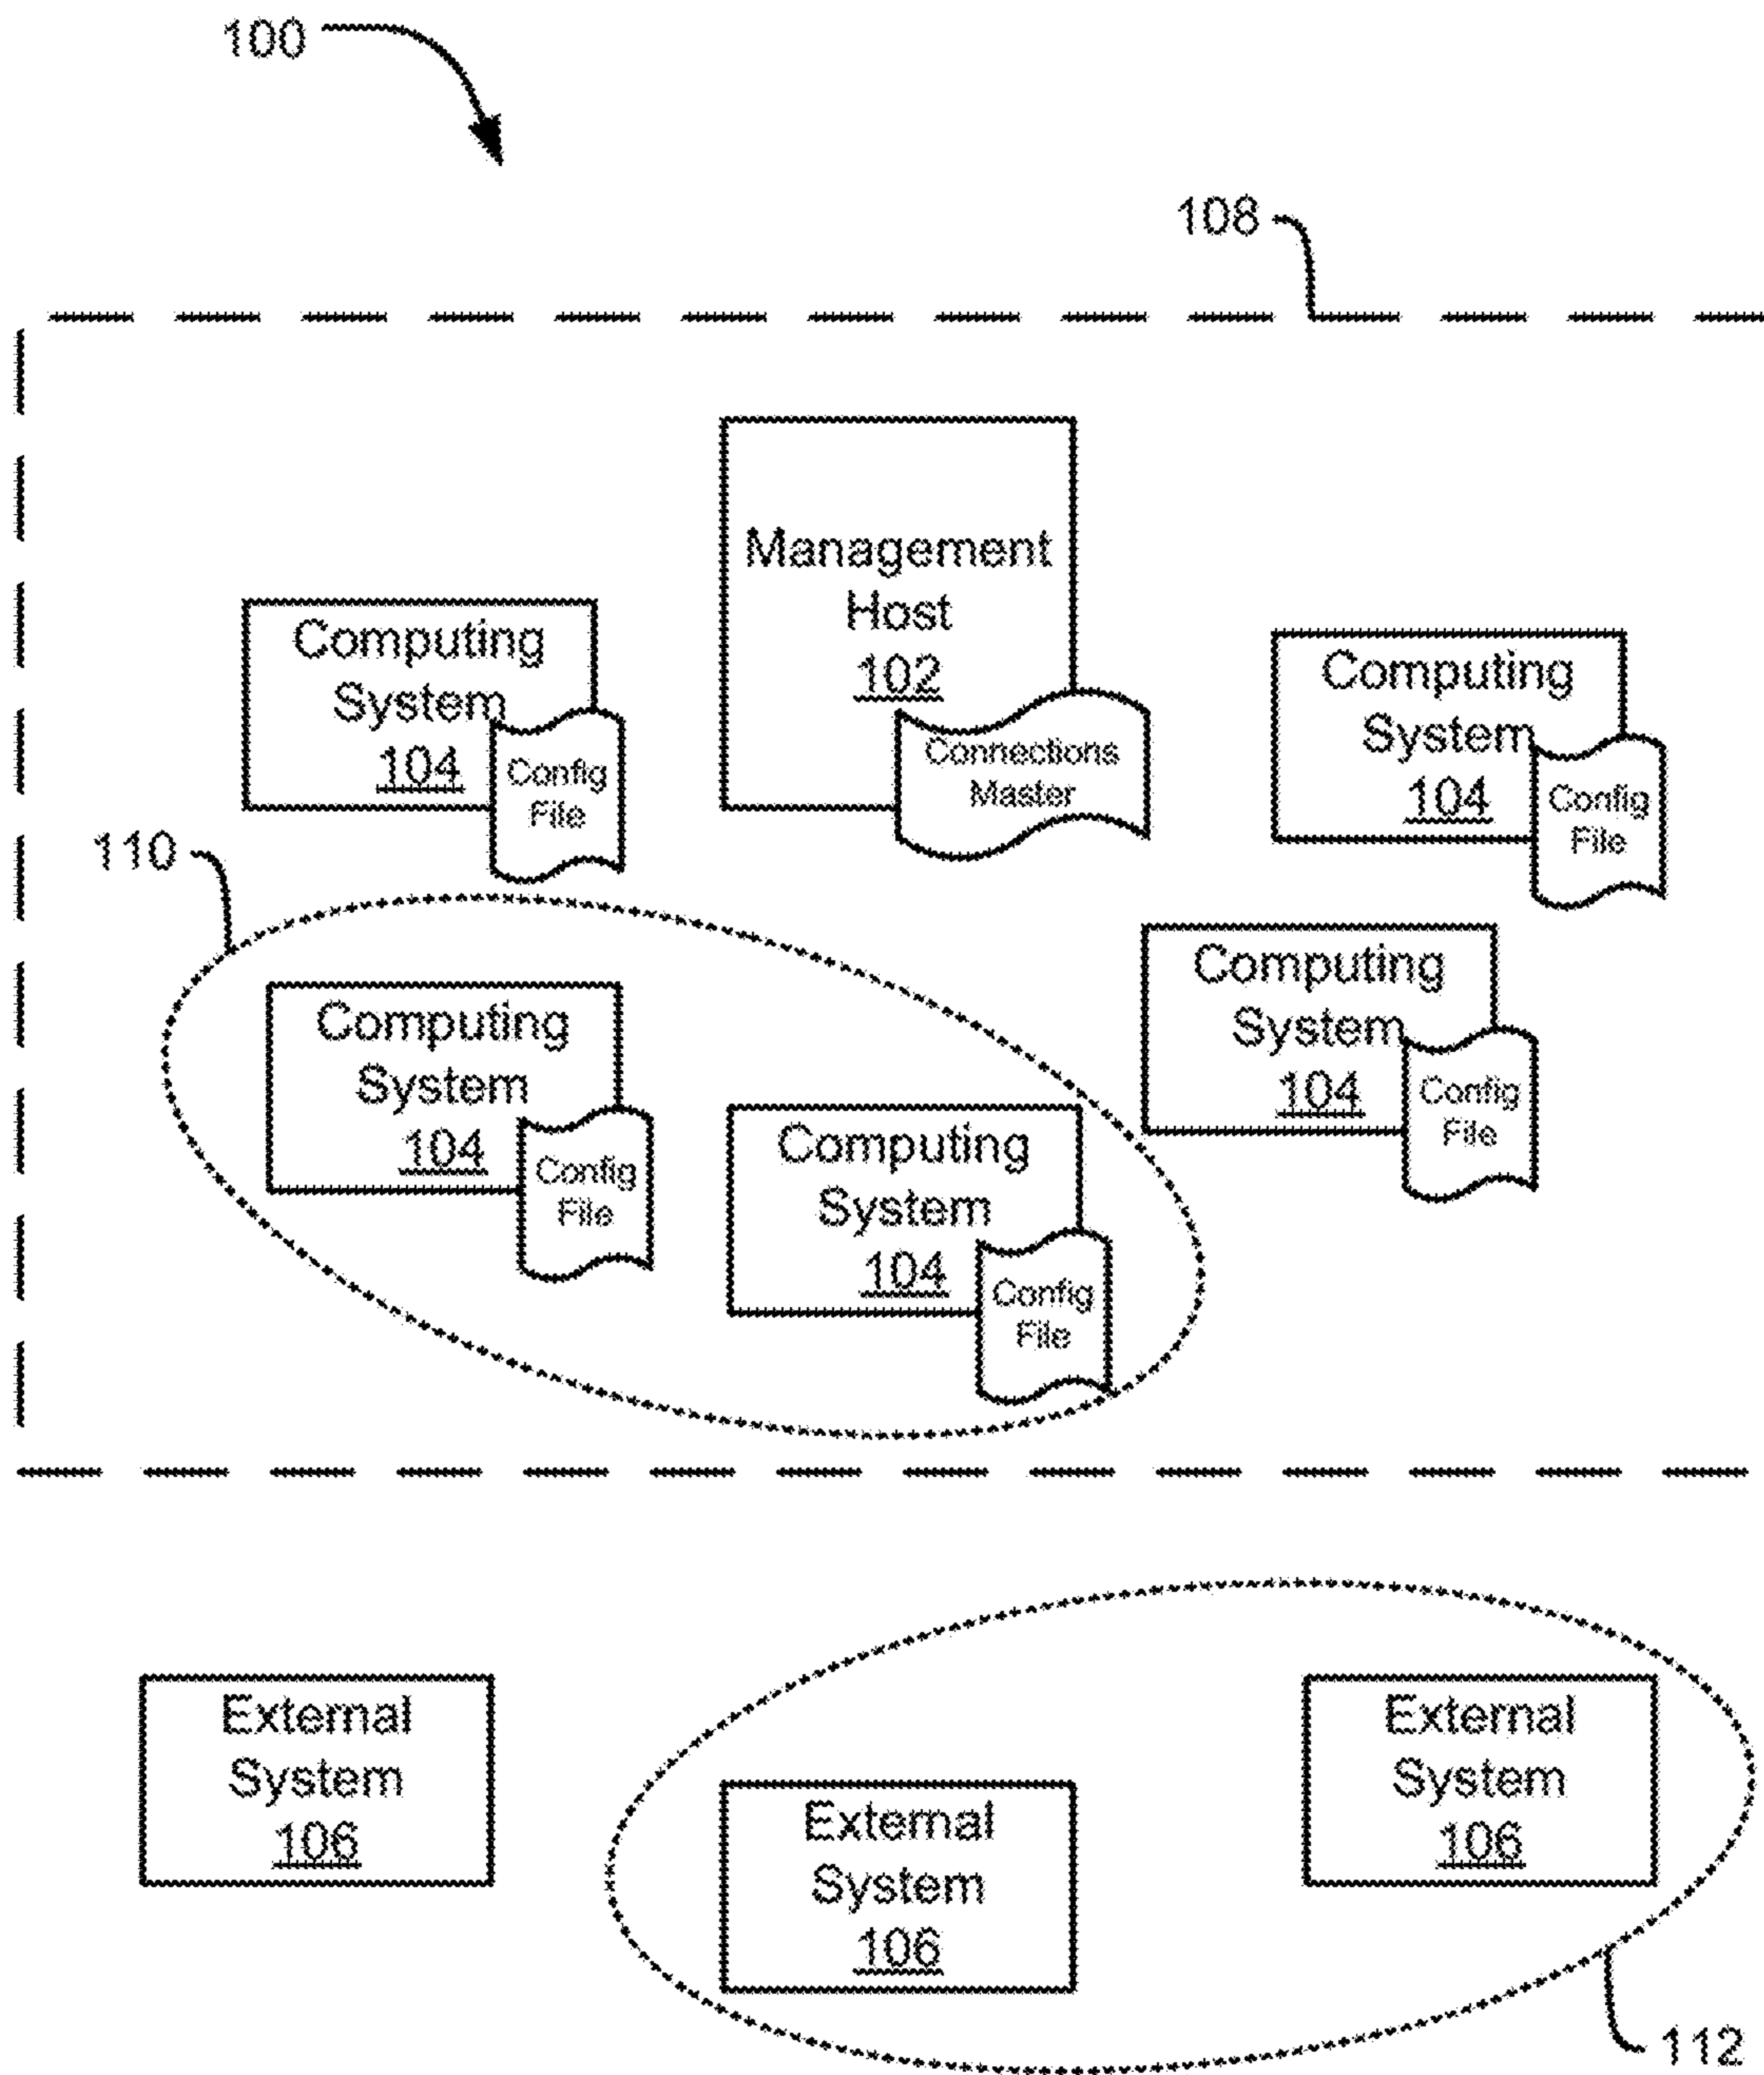 100
108
Management
Host
102
Connections
Master
Computing
System
104
Config
File
Computing
System
104
Config
File
110
Computing
System
104
Config
File
Computing
System
104
Config
File
Computing
System
104
Config
File
External
System
106
External
System
106
External
System
106
112